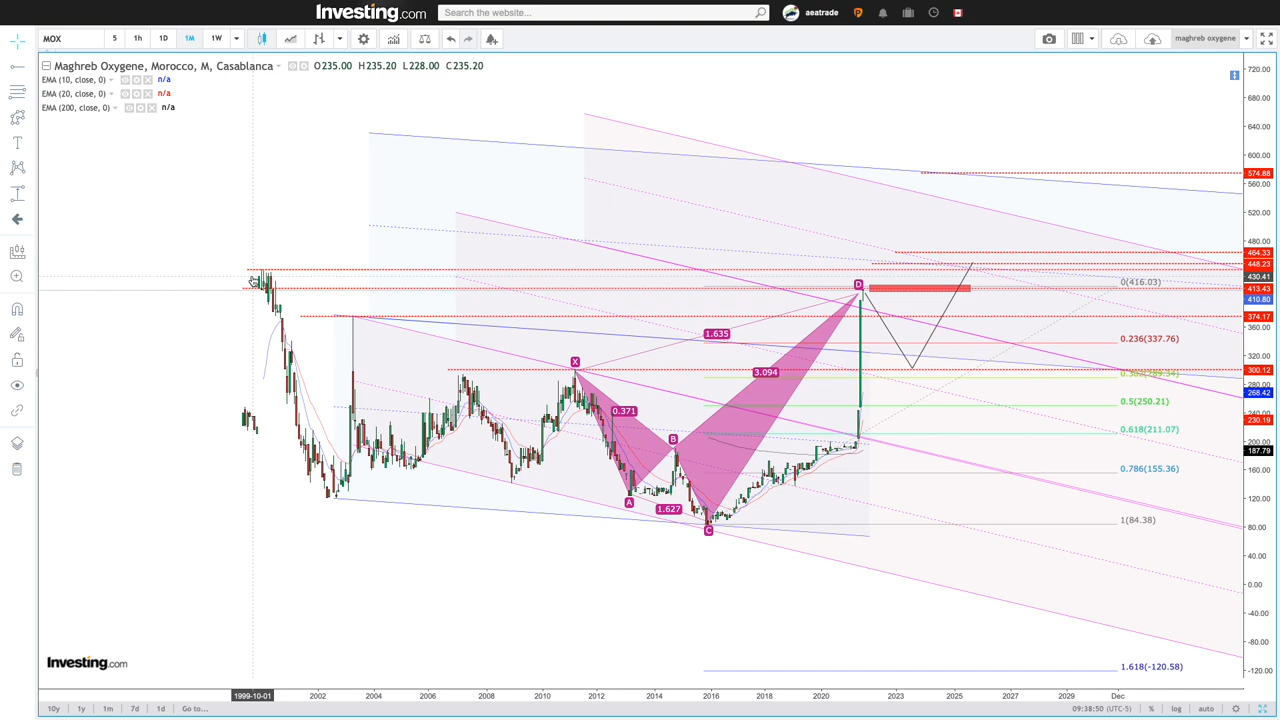 Investing.com
Search the website...
aeatrade
MOX
5 1h 1D 1M 1W
maghreb oxygene
Maghreb Oxygene, Morocco, M, Casablanca O235.00 H235.20 L228.00 C235.20
EMA (10, close, 0) n/a
EMA (20, close, 0) n/a
EMA (200, close, 0) n/a
720.00
680.00
640.00
600.00
574.88
560.00
520.00
480.00
464.33
448.23
430.41
413.43
410.80
374.17
360.00
320.00
300.12
280.00
268.42
240.00
230.19
200.00
187.79
160.00
120.00
80.00
40.00
0.00
-40.00
-80.00
-120.00
D
0(416.03)
1.635
0.236(337.76)
X
3.094
0.382(289.34)
0.371
0.5(250.21)
B
0.618(211.07)
0.786(155.36)
A
1.627
C
1(84.38)
Investing.com
1.618(-120.58)
1999-10-01 2002 2004 2006 2008 2010 2012 2014 2016 2018 2020 2023 2025 2027 2029 Dec
10y 1y 1m 7d 1d Go to... 09:38:50 (UTC-5) % log auto